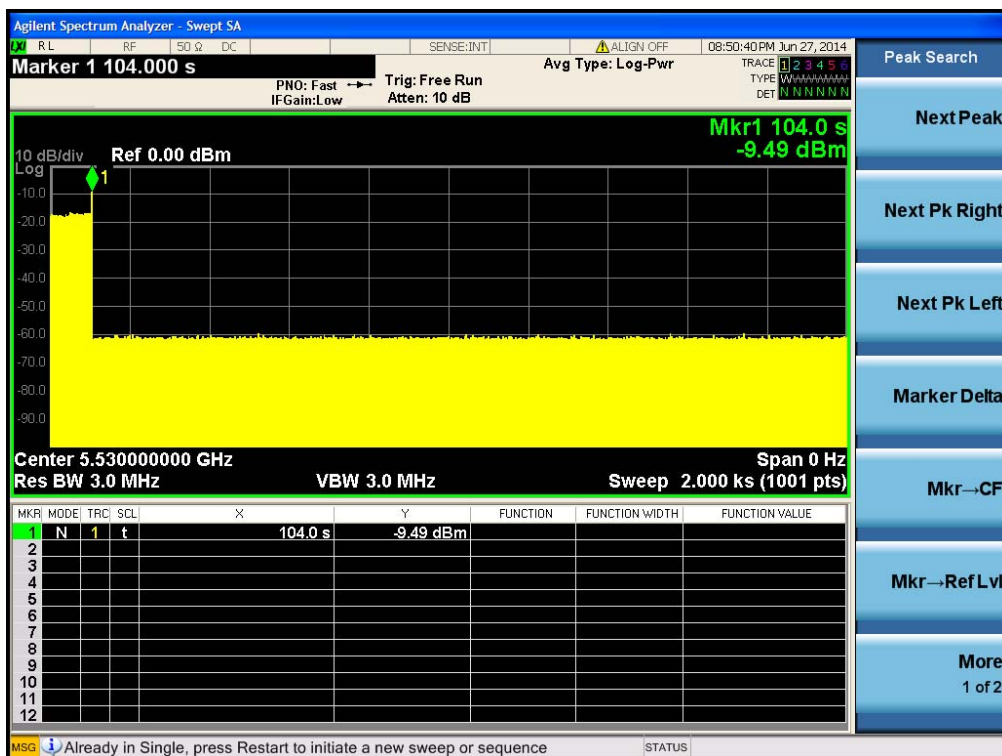 Agilent Spectrum Analyzer - Swept SA
LXI RL RF 50 Ω DC SENSE:INT ALIGN OFF 08:50:40 PM Jun 27, 2014
Marker 1 104.000 s
PNO: Fast
IFGain:Low
Trig: Free Run
Atten: 10 dB
Avg Type: Log-Pwr
TRACE 1 2 3 4 5 6
TYPE WWWWWW
DET N N N N N N
Mkr1 104.0 s
-9.49 dBm
10 dB/div Ref 0.00 dBm
Log
1
-10.0
-20.0
-30.0
-40.0
-50.0
-60.0
-70.0
-80.0
-90.0
Center 5.530000000 GHz Span 0 Hz
Res BW 3.0 MHz VBW 3.0 MHz Sweep 2.000 ks (1001 pts)
MKR MODE TRC SCL X Y FUNCTION FUNCTION WIDTH FUNCTION VALUE
1 N 1 t 104.0 s -9.49 dBm
2
3
4
5
6
7
8
9
10
11
12
MSG Already in Single, press Restart to initiate a new sweep or sequence STATUS
Peak Search
Next Peak
Next Pk Right
Next Pk Left
Marker Delta
Mkr→CF
Mkr→Ref Lvl
More
1 of 2